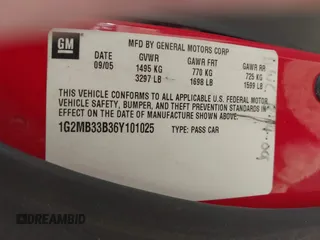 GM
MFD BY GENERAL MOTORS CORP
DATE GVWR GAWR FRT GAWR RR
09/05 1495 KG 770 KG 725 KG
3297 LB 1698 LB 1599 LB
THIS VEHICLE CONFORMS TO ALL APPLICABLE U.S. FEDERAL MOTOR
VEHICLE SAFETY, BUMPER, AND THEFT PREVENTION STANDARDS
IN EFFECT ON THE DATE OF MANUFACTURE SHOWN ABOVE.
1G2MB33B36Y101025 TYPE: PASS CAR
DREAMBID